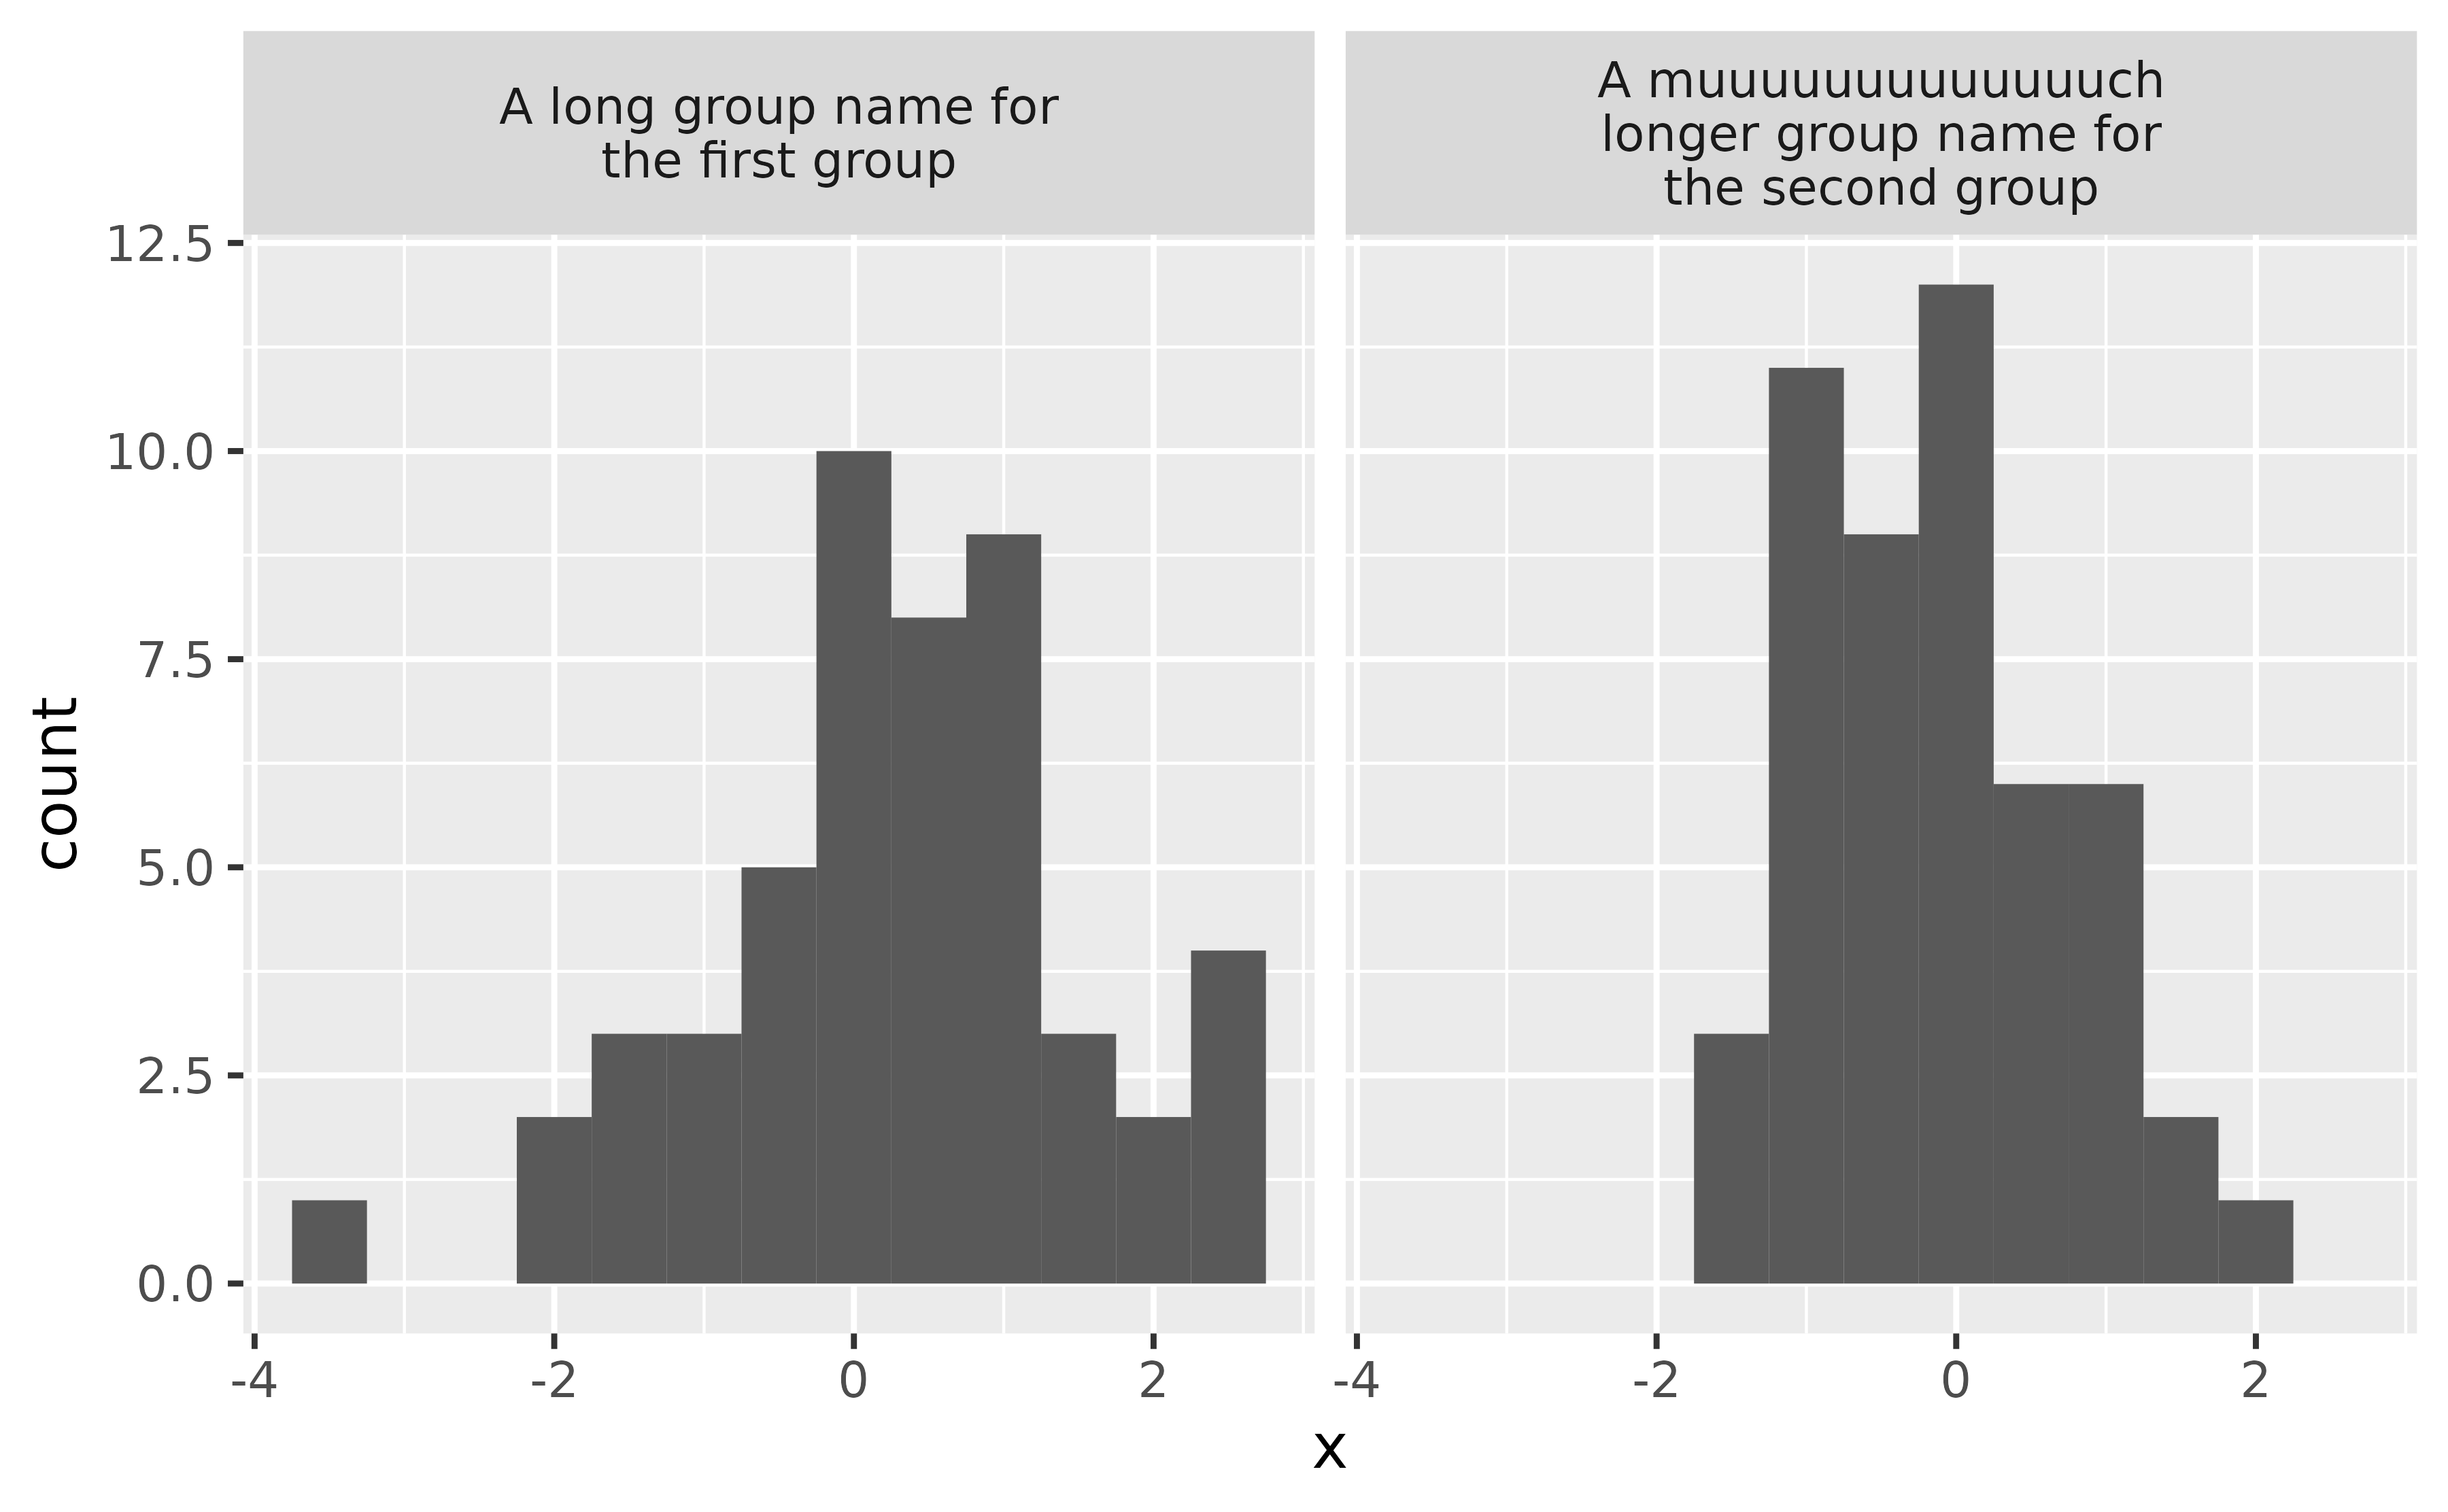 A long group name for
the first group
A muuuuuuuuuuuuuch
longer group name for
the second group
12.5
10.0
7.5
5.0
2.5
0.0
count
-4
-2
0
2
-4
-2
0
2
x